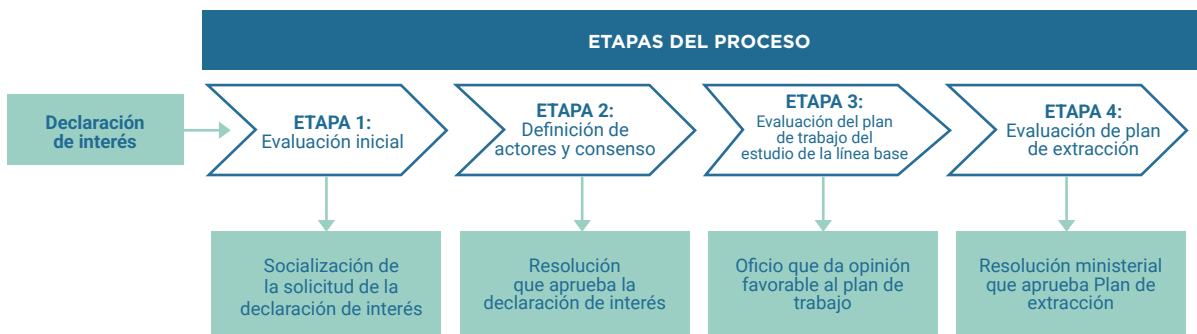 ETAPAS DEL PROCESO
Declaración
de interés
ETAPA 1:
Evaluación inicial
ETAPA 2:
Definición de
actores y consenso
ETAPA 3:
Evaluación del plan
de trabajo del
estudio de la línea base
ETAPA 4:
Evaluación de plan
de extracción
Socialización de
la solicitud de la
declaración de interés
Resolución
que aprueba la
declaración de interés
Oficio que da opinión
favorable al plan de
trabajo
Resolución ministerial
que aprueba Plan de
extracción